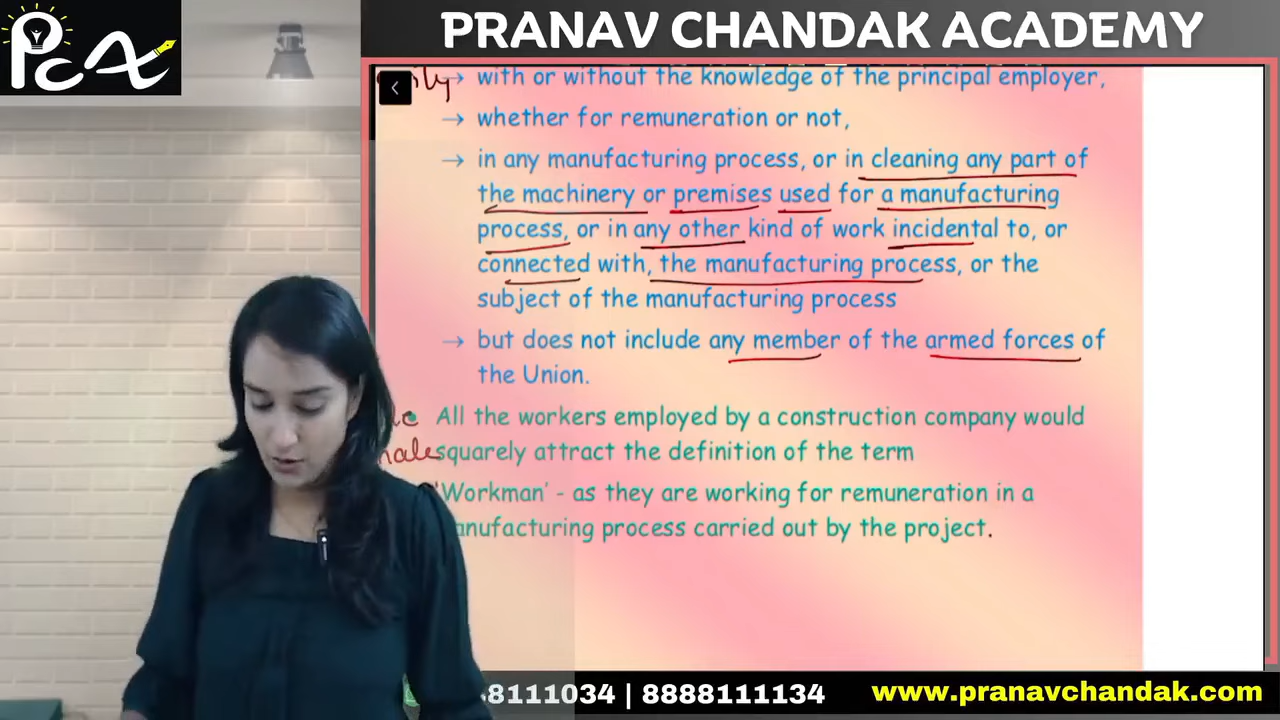 PCA
PRANAV CHANDAK ACADEMY
→ with or without the knowledge of the principal employer,
→ whether for remuneration or not,
→ in any manufacturing process, or in cleaning any part of
the machinery or premises used for a manufacturing
process, or in any other kind of work incidental to, or
connected with, the manufacturing process, or the
subject of the manufacturing process
→ but does not include any member of the armed forces of
the Union.
• All the workers employed by a construction company would
squarely attract the definition of the term
'Workman' - as they are working for remuneration in a
manufacturing process carried out by the project.
88111034 | 8888111134
www.pranavchandak.com